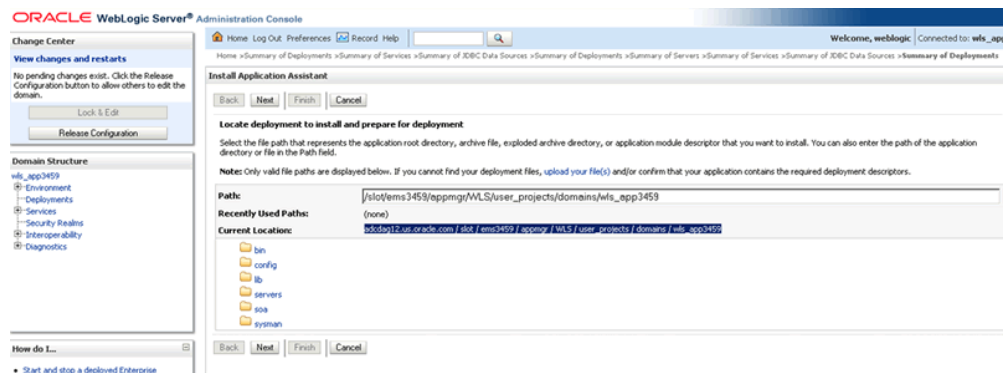 ORACLE WebLogic Server® Administration Console
Change Center
View changes and restarts
No pending changes exist. Click the Release
Configuration button to allow others to edit the
domain.
Lock & Edit
Release Configuration
Domain Structure
wls_app3459
Environment
Deployments
Services
Security Realms
Interoperability
Diagnostics
How do I...
Start and stop a deployed Enterprise
Home Log Out Preferences Record Help
Welcome, weblogic Connected to: wls_app
Home >Summary of Deployments >Summary of Services >Summary of JDBC Data Sources >Summary of Deployments >Summary of Servers >Summary of Services >Summary of JDBC Data Sources >Summary of Deployments
Install Application Assistant
Back Next Finish Cancel
Locate deployment to install and prepare for deployment
Select the file path that represents the application root directory, archive file, exploded archive directory, or application module descriptor that you want to install. You can also enter the path of the application
directory or file in the Path field.
Note: Only valid file paths are displayed below. If you cannot find your deployment files, upload your file(s) and/or confirm that your application contains the required deployment descriptors.
Path: /slot/ems3459/appmgr/WLS/user_projects/domains/wls_app3459
Recently Used Paths: (none)
Current Location: adcdag12.us.oracle.com / slot / ems3459 / appmgr / WLS / user_projects / domains / wls_app3459
bin
config
lib
servers
soa
sysman
Back Next Finish Cancel